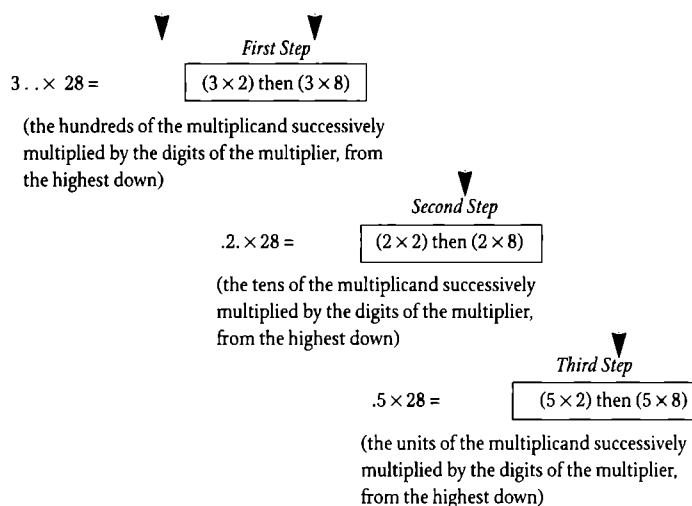 First Step
3 . . × 28 = (3 × 2) then (3 × 8)
(the hundreds of the multiplicand successively
multiplied by the digits of the multiplier, from
the highest down)
Second Step
.2. × 28 = (2 × 2) then (2 × 8)
(the tens of the multiplicand successively
multiplied by the digits of the multiplier,
from the highest down)
Third Step
.5 × 28 = (5 × 2) then (5 × 8)
(the units of the multiplicand successively
multiplied by the digits of the multiplier,
from the highest down)